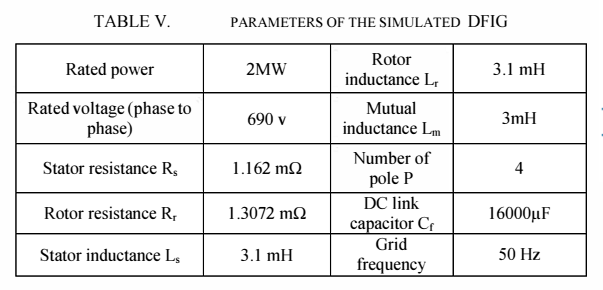 TABLE V. PARAMETERS OF THE SIMULATED DFIG
Rated power 2MW Rotor inductance Lr 3.1 mH
Rated voltage (phase to phase) 690 v Mutual inductance Lm 3mH
Stator resistance Rs 1.162 mΩ Number of pole P 4
Rotor resistance Rr 1.3072 mΩ DC link capacitor Cf 16000µF
Stator inductance Ls 3.1 mH Grid frequency 50 Hz